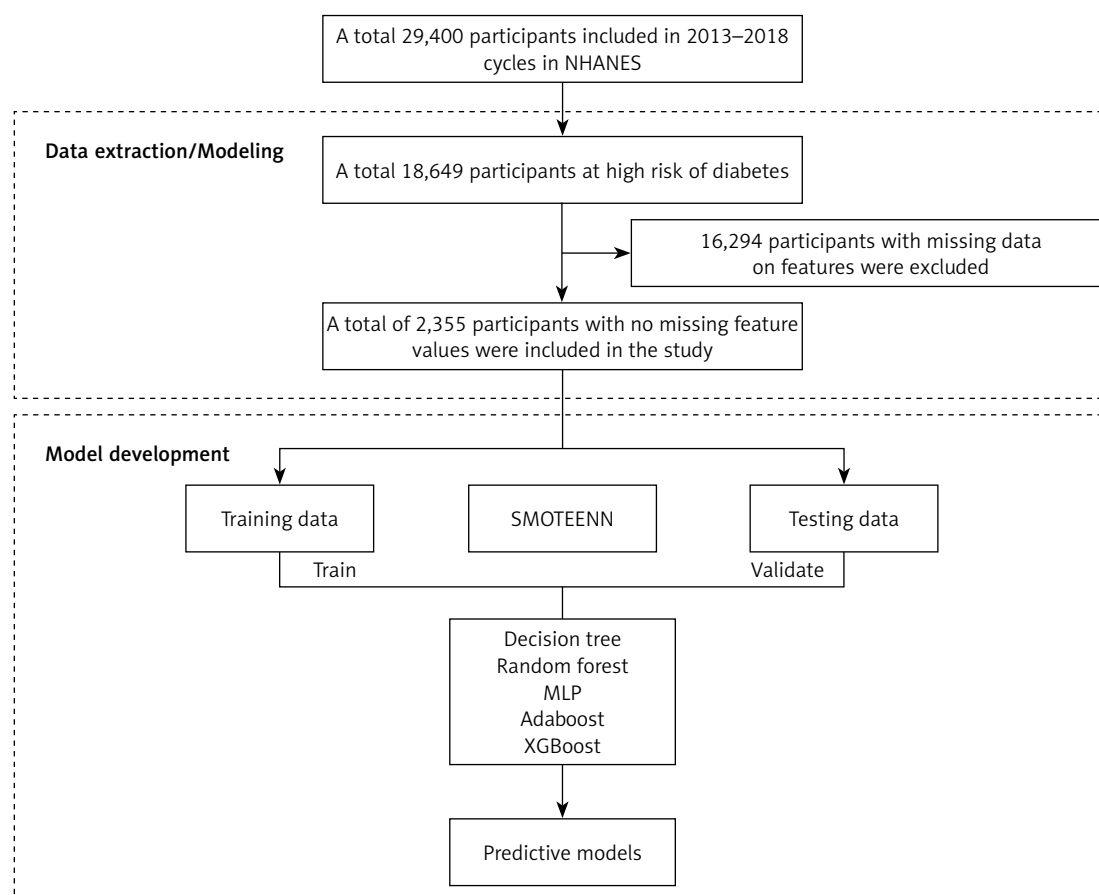 A total 29,400 participants included in 2013–2018
cycles in NHANES
Data extraction/Modeling
A total 18,649 participants at high risk of diabetes
16,294 participants with missing data
on features were excluded
A total of 2,355 participants with no missing feature
values were included in the study
Model development
Training data
SMOTEENN
Testing data
Train
Validate
Decision tree
Random forest
MLP
Adaboost
XGBoost
Predictive models